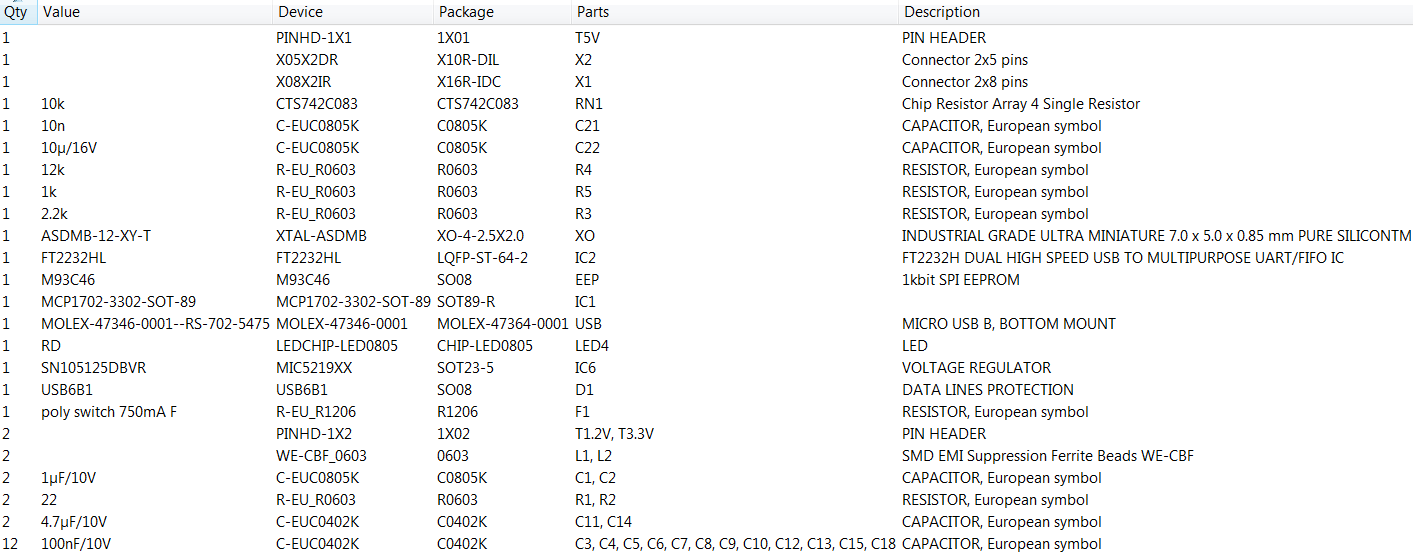 Qty Value Device Package Parts Description
1 PINHD-1X1 1X01 T5V PIN HEADER
1 X05X2DR X10R-DIL X2 Connector 2x5 pins
1 X08X2IR X16R-IDC X1 Connector 2x8 pins
1 10k CTS742C083 CTS742C083 RN1 Chip Resistor Array 4 Single Resistor
1 10n C-EUC0805K C0805K C21 CAPACITOR, European symbol
1 10µ/16V C-EUC0805K C0805K C22 CAPACITOR, European symbol
1 12k R-EU_R0603 R0603 R4 RESISTOR, European symbol
1 1k R-EU_R0603 R0603 R5 RESISTOR, European symbol
1 2.2k R-EU_R0603 R0603 R3 RESISTOR, European symbol
1 ASDMB-12-XY-T XTAL-ASDMB XO-4-2.5X2.0 XO INDUSTRIAL GRADE ULTRA MINIATURE 7.0 x 5.0 x 0.85 mm PURE SILICONTM
1 FT2232HL FT2232HL LQFP-ST-64-2 IC2 FT2232H DUAL HIGH SPEED USB TO MULTIPURPOSE UART/FIFO IC
1 M93C46 M93C46 SO08 EEP 1kbit SPI EEPROM
1 MCP1702-3302-SOT-89 MCP1702-3302-SOT-89 SOT89-R IC1
1 MOLEX-47346-0001--RS-702-5475 MOLEX-47346-0001 MOLEX-47364-0001 USB MICRO USB B, BOTTOM MOUNT
1 RD LEDCHIP-LED0805 CHIP-LED0805 LED4 LED
1 SN105125DBVR MIC5219XX SOT23-5 IC6 VOLTAGE REGULATOR
1 USB6B1 USB6B1 SO08 D1 DATA LINES PROTECTION
1 poly switch 750mA F R-EU_R1206 R1206 F1 RESISTOR, European symbol
2 PINHD-1X2 1X02 T1.2V, T3.3V PIN HEADER
2 WE-CBF_0603 0603 L1, L2 SMD EMI Suppression Ferrite Beads WE-CBF
2 1µF/10V C-EUC0805K C0805K C1, C2 CAPACITOR, European symbol
2 22 R-EU_R0603 R0603 R1, R2 RESISTOR, European symbol
2 4.7µF/10V C-EUC0402K C0402K C11, C14 CAPACITOR, European symbol
12 100nF/10V C-EUC0402K C0402K C3, C4, C5, C6, C7, C8, C9, C10, C12, C13, C15, C18 CAPACITOR, European symbol